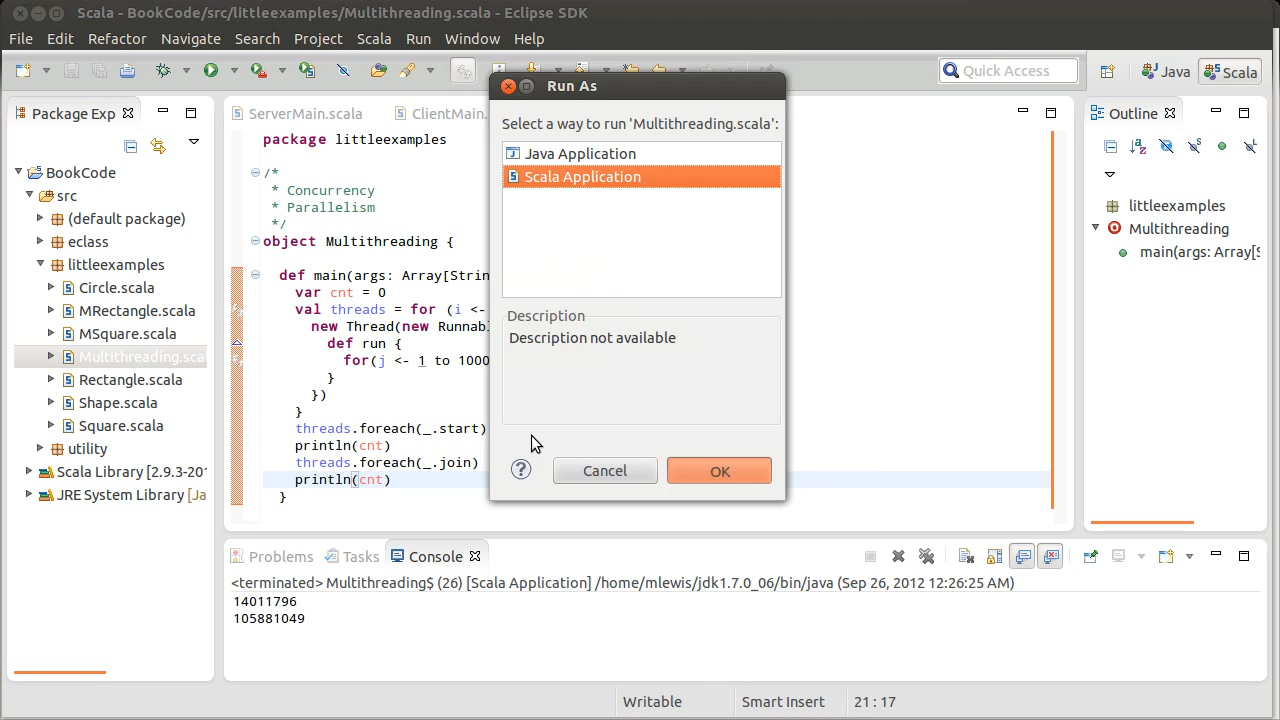 Scala - BookCode/src/littleexamples/Multithreading.scala - Eclipse SDK
File Edit Refactor Navigate Search Project Scala Run Window Help
Quick Access
Java
Scala
Package Exp
BookCode
src
(default package)
eclass
littleexamples
Circle.scala
MRectangle.scala
MSquare.scala
Multithreading.sca
Rectangle.scala
Shape.scala
Square.scala
utility
Scala Library [2.9.3-20
JRE System Library [Ja
ServerMain.scala
ClientMain.
package littleexamples
/*
* Concurrency
* Parallelism
*/
object Multithreading {
def main(args: Array[String
var cnt = 0
val threads = for (i <-
new Thread(new Runnab
def run {
for(j <- 1 to 1000
}
})
}
threads.foreach(_.start)
println(cnt)
threads.foreach(_.join)
println(cnt)
}
Run As
Select a way to run 'Multithreading.scala':
Java Application
Scala Application
Description
Description not available
Cancel
OK
Outline
littleexamples
Multithreading
main(args: Array[S
Problems
Tasks
Console
<terminated> Multithreading$ (26) [Scala Application] /home/mlewis/jdk1.7.0_06/bin/java (Sep 26, 2012 12:26:25 AM)
14011796
105881049
Writable
Smart Insert
21 : 17